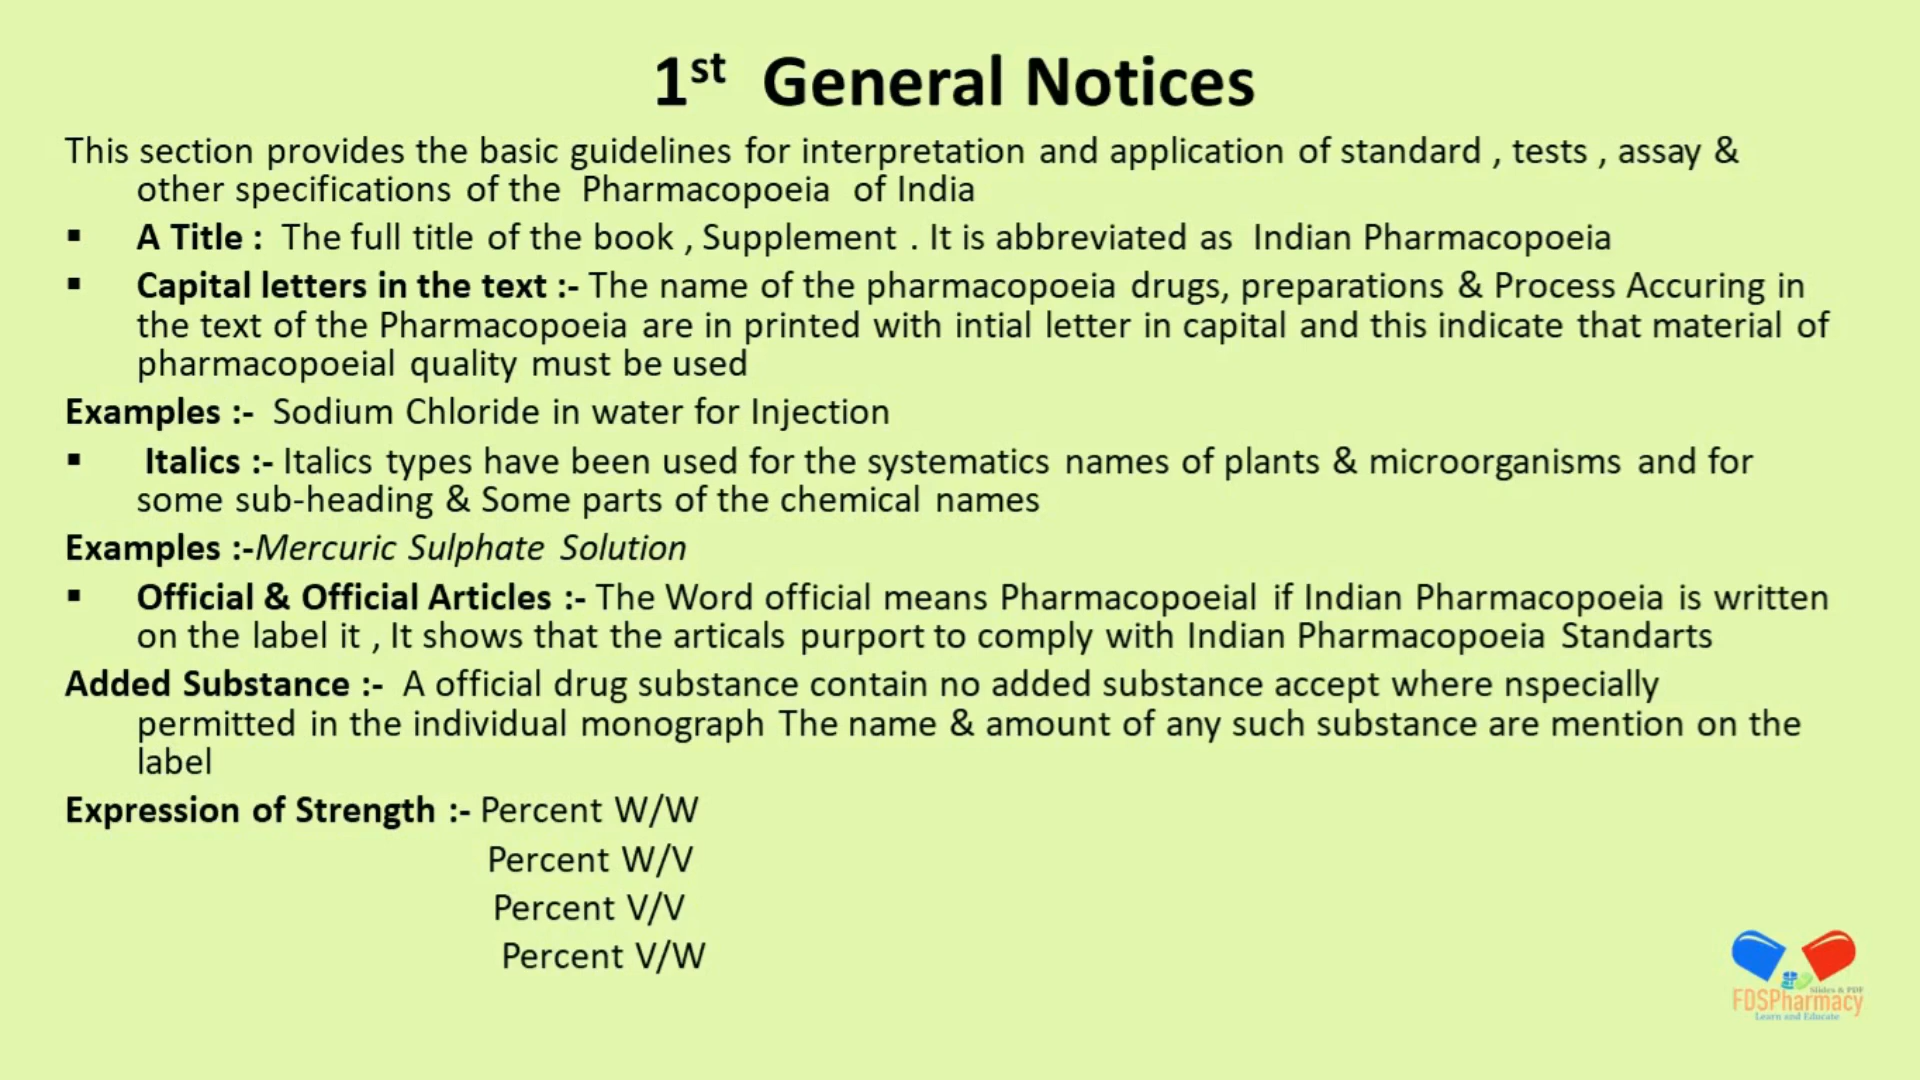 1st General Notices
This section provides the basic guidelines for interpretation and application of standard , tests , assay &
other specifications of the Pharmacopoeia of India
▪ A Title : The full title of the book , Supplement . It is abbreviated as Indian Pharmacopoeia
▪ Capital letters in the text :- The name of the pharmacopoeia drugs, preparations & Process Accuring in
the text of the Pharmacopoeia are in printed with intial letter in capital and this indicate that material of
pharmacopoeial quality must be used
Examples :- Sodium Chloride in water for Injection
▪ Italics :- Italics types have been used for the systematics names of plants & microorganisms and for
some sub-heading & Some parts of the chemical names
Examples :-Mercuric Sulphate Solution
▪ Official & Official Articles :- The Word official means Pharmacopoeial if Indian Pharmacopoeia is written
on the label it , It shows that the articals purport to comply with Indian Pharmacopoeia Standarts
Added Substance :- A official drug substance contain no added substance accept where nspecially
permitted in the individual monograph The name & amount of any such substance are mention on the
label
Expression of Strength :- Percent W/W
Percent W/V
Percent V/V
Percent V/W
Slides & PDF
FDSPharmacy
Learn and Educate